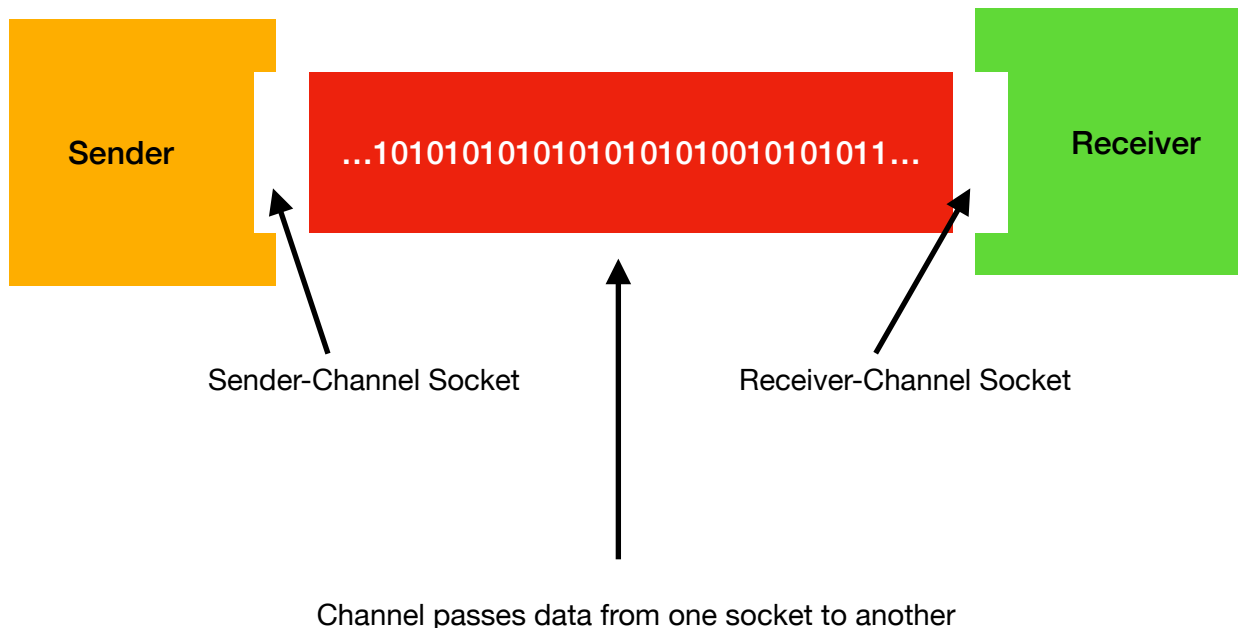 Sender
...10101010101010101010010101011...
Receiver
Sender-Channel Socket
Receiver-Channel Socket
Channel passes data from one socket to another